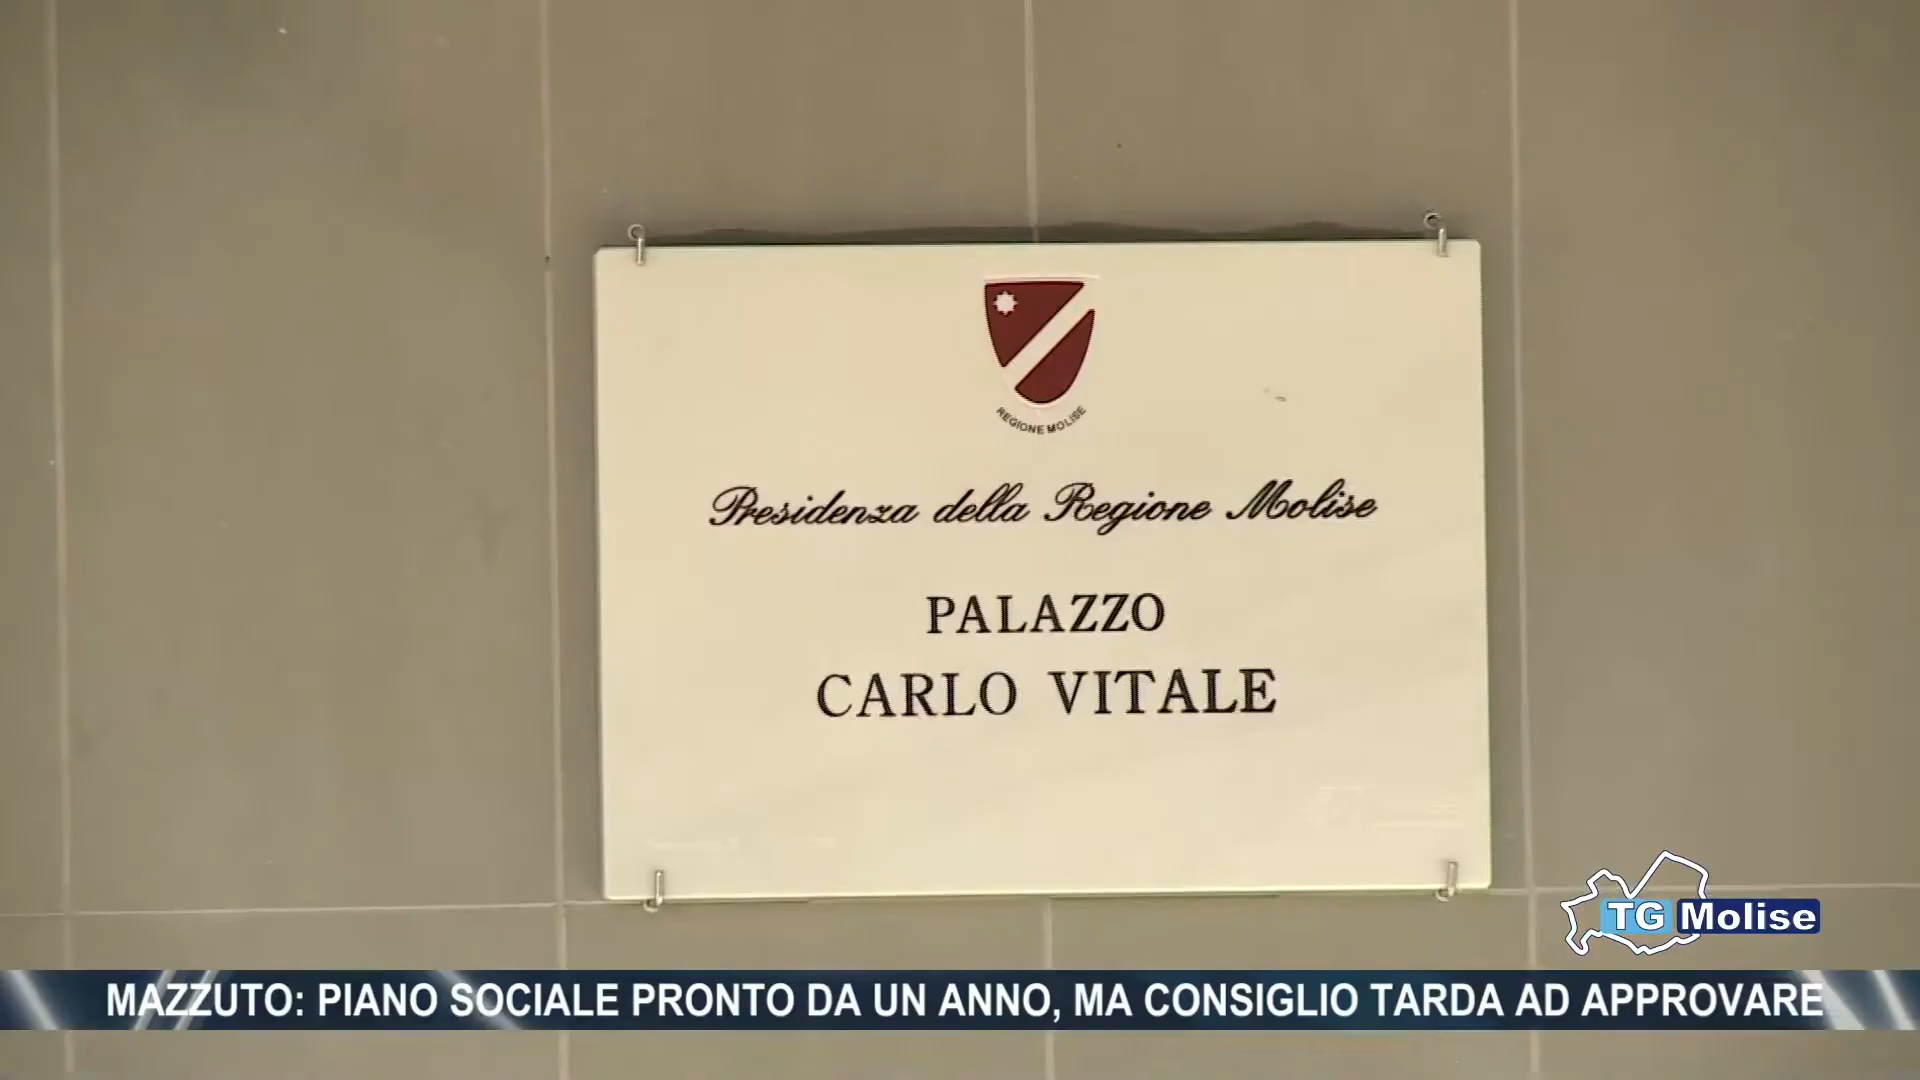 REGIONE MOLISE
Presidenza della Regione Molise
PALAZZO
CARLO VITALE
TG Molise
MAZZUTO: PIANO SOCIALE PRONTO DA UN ANNO, MA CONSIGLIO TARDA AD APPROVARE